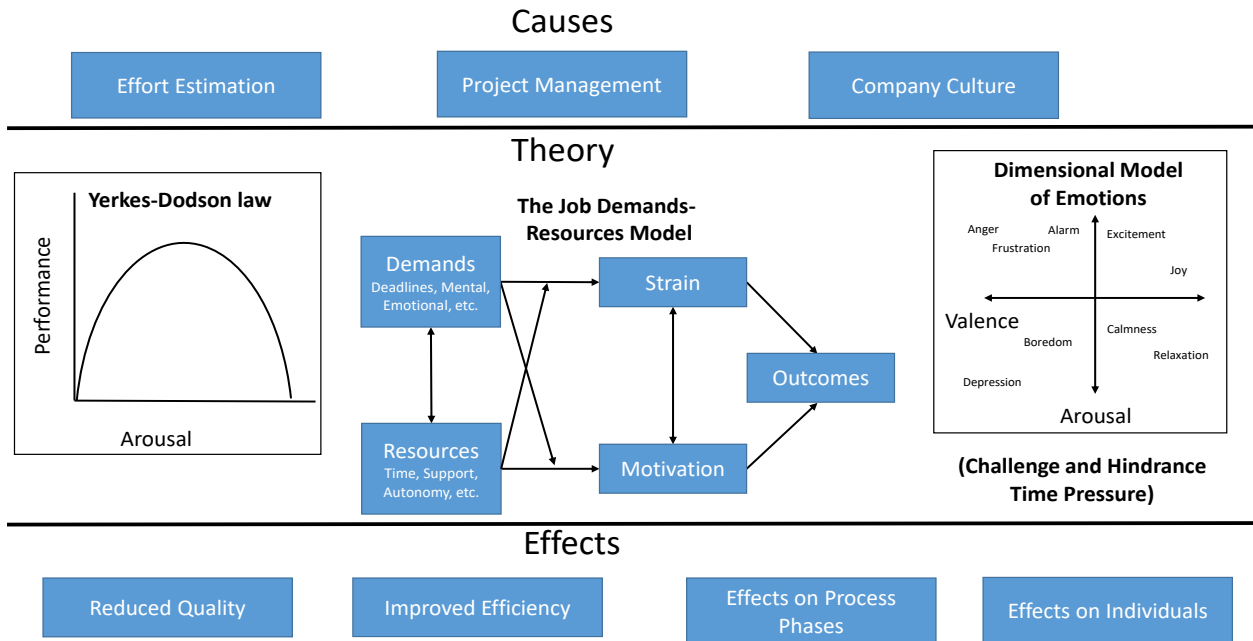 Causes
Effort Estimation
Project Management
Company Culture
Theory
Yerkes-Dodson law
Performance
Arousal
The Job Demands-
Resources Model
Demands
Deadlines, Mental,
Emotional, etc.
Strain
Outcomes
Resources
Time, Support,
Autonomy, etc.
Motivation
Dimensional Model
of Emotions
Anger
Alarm
Excitement
Frustration
Joy
Valence
Calmness
Boredom
Relaxation
Depression
Arousal
(Challenge and Hindrance
Time Pressure)
Effects
Reduced Quality
Improved Efficiency
Effects on Process
Phases
Effects on Individuals